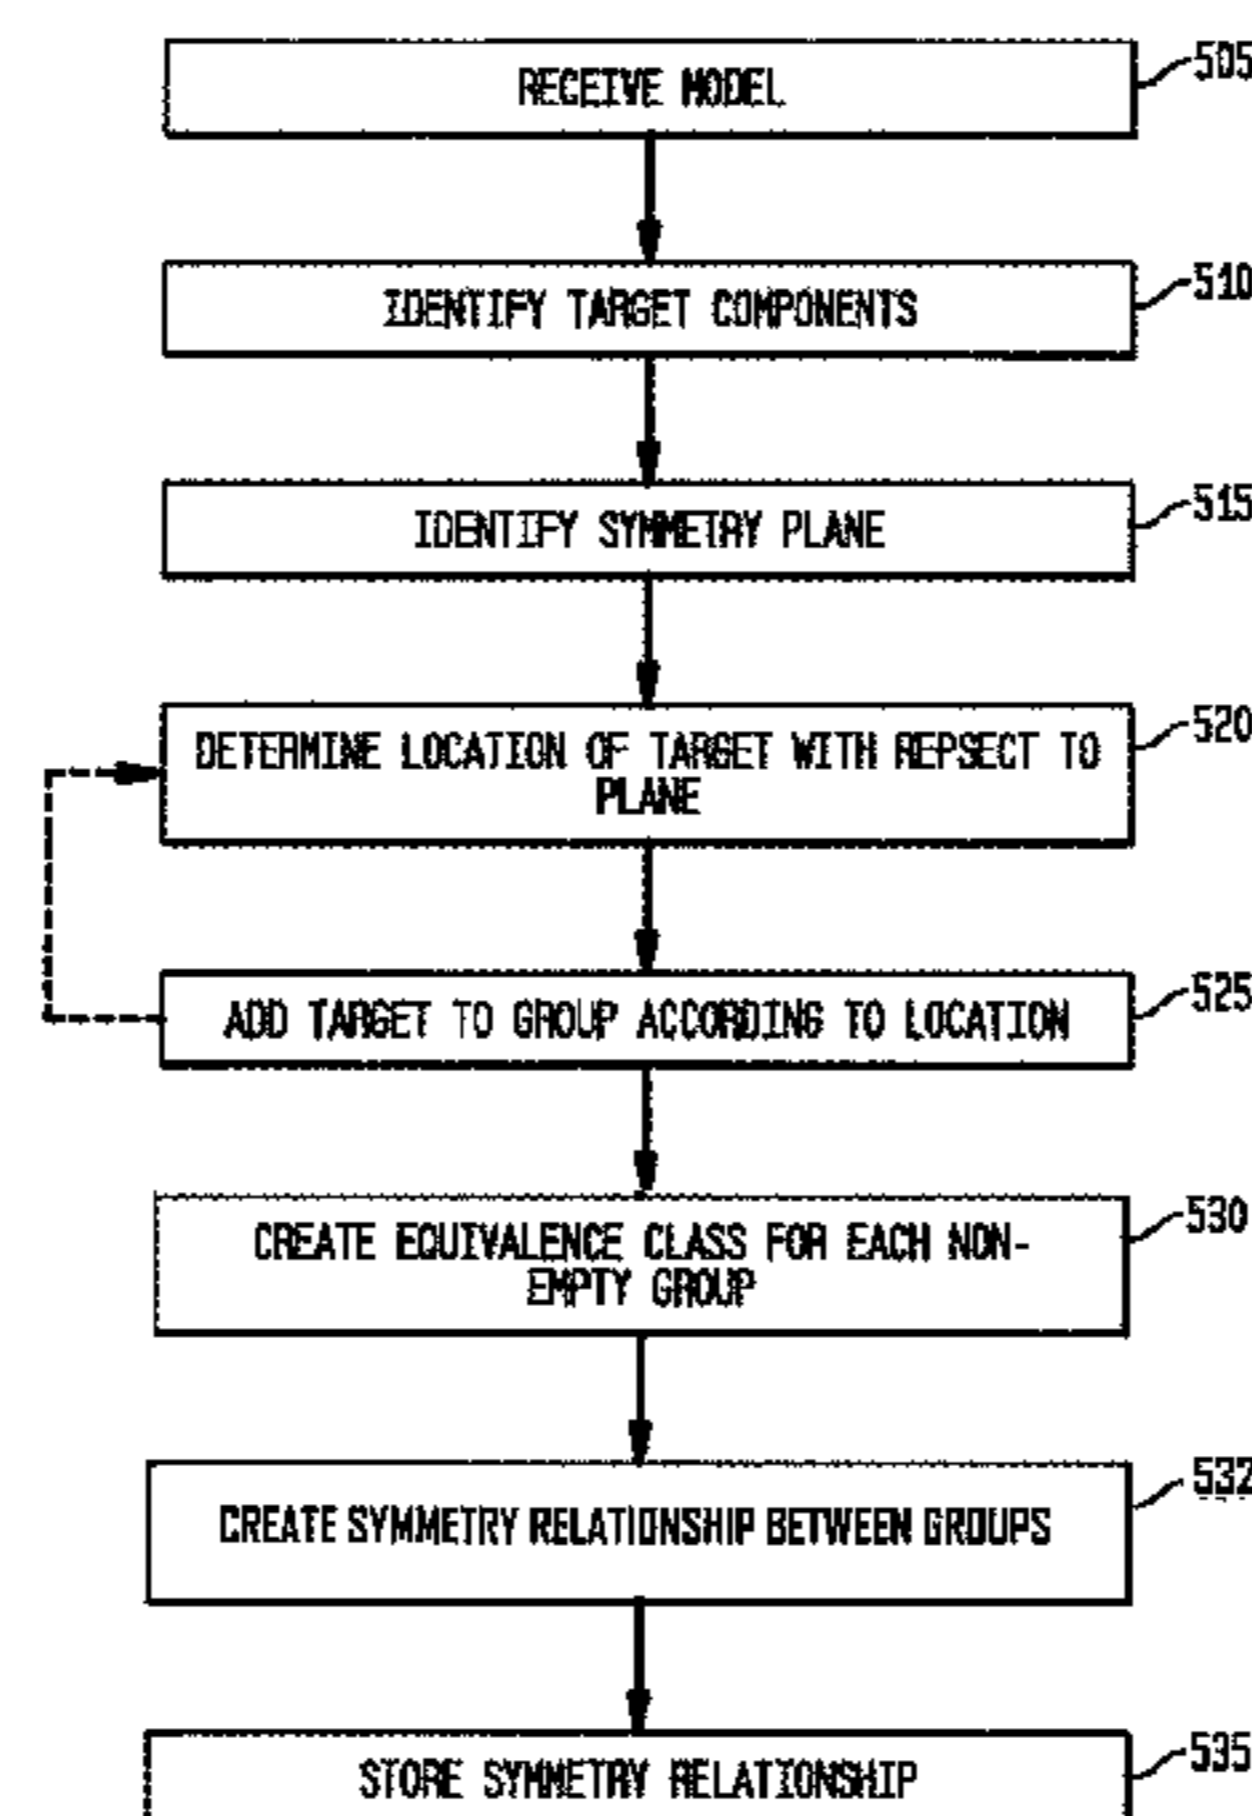 RECEIVE MODEL
505
IDENTIFY TARGET COMPONENTS
510
IDENTIFY SYMMETRY PLANE
515
DETERMINE LOCATION OF TARGET WITH REPSECT TO
PLANE
520
ADD TARGET TO GROUP ACCORDING TO LOCATION
525
CREATE EQUIVALENCE CLASS FOR EACH NON-
EMPTY GROUP
530
CREATE SYMMETRY RELATIONSHIP BETWEEN GROUPS
532
STORE SYMMETRY RELATIONSHIP
535